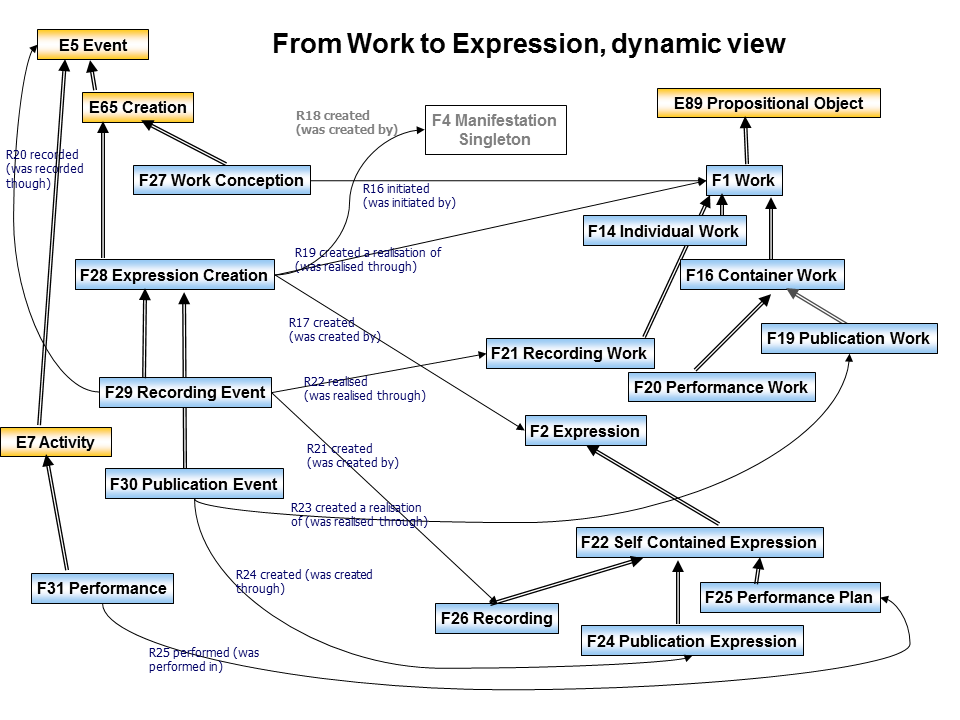 From Work to Expression, dynamic view
E5 Event
E65 Creation
E89 Propositional Object
R18 created
(was created by)
F4 Manifestation
Singleton
R20 recorded
(was recorded
though)
F27 Work Conception
R16 initiated
(was initiated by)
F1 Work
F14 Individual Work
R19 created a realisation of
(was realised through)
F28 Expression Creation
F16 Container Work
R17 created
(was created by)
F19 Publication Work
F21 Recording Work
R22 realised
(was realised through)
F20 Performance Work
F29 Recording Event
F2 Expression
E7 Activity
R21 created
(was created by)
F30 Publication Event
R23 created a realisation
of (was realised through)
F22 Self Contained Expression
R24 created (was created
through)
F31 Performance
F25 Performance Plan
F26 Recording
F24 Publication Expression
R25 performed (was
performed in)